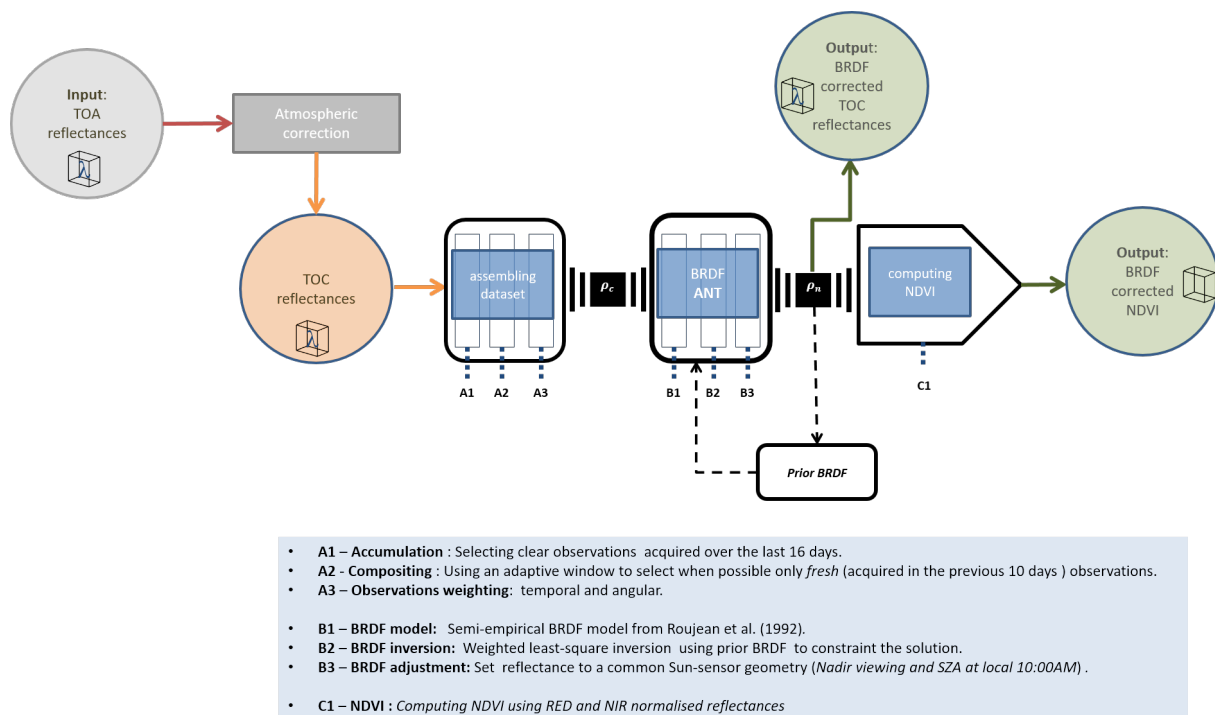 Input:
TOA
reflectances
λ
Atmospheric
correction
Output:
BRDF
corrected
TOC
reflectances
λ
TOC
reflectances
λ
assembling
dataset
ρc
BRDF
ANT
ρn
computing
NDVI
Output:
BRDF
corrected
NDVI
A1 A2 A3
B1 B2 B3
C1
Prior BRDF
• A1 – Accumulation : Selecting clear observations acquired over the last 16 days.
• A2 - Compositing : Using an adaptive window to select when possible only fresh (acquired in the previous 10 days ) observations.
• A3 – Observations weighting: temporal and angular.
• B1 – BRDF model: Semi-empirical BRDF model from Roujean et al. (1992).
• B2 – BRDF inversion: Weighted least-square inversion using prior BRDF to constraint the solution.
• B3 – BRDF adjustment: Set reflectance to a common Sun-sensor geometry (Nadir viewing and SZA at local 10:00AM) .
• C1 – NDVI : Computing NDVI using RED and NIR normalised reflectances